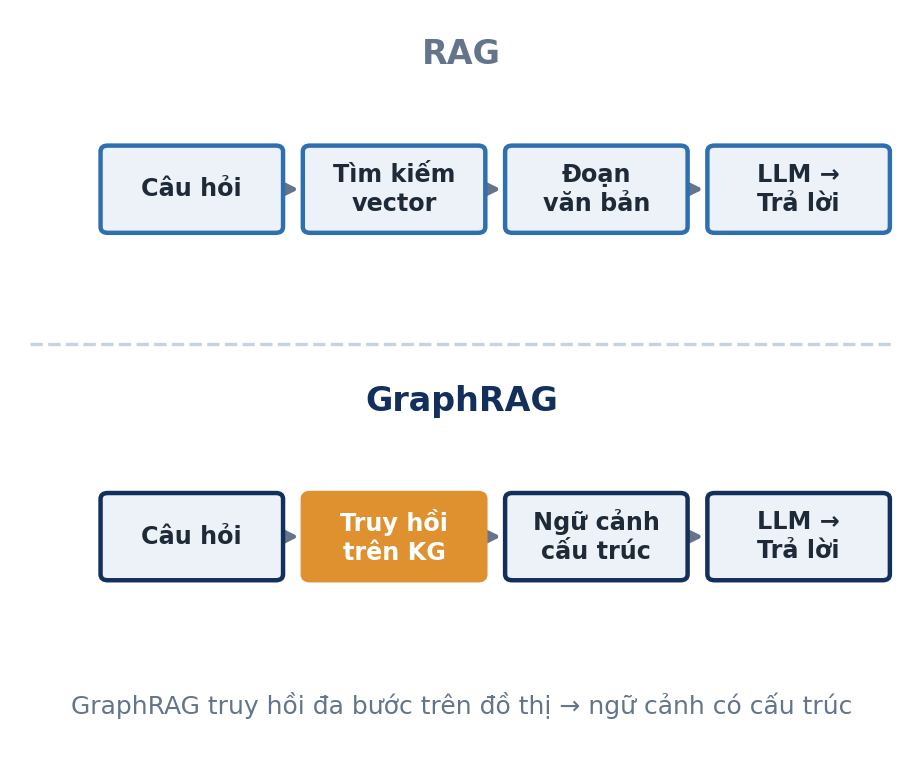 RAG
Câu hỏi
Tìm kiếm
vector
Đoạn
văn bản
LLM →
Trả lời
GraphRAG
Câu hỏi
Truy hồi
trên KG
Ngữ cảnh
cấu trúc
LLM →
Trả lời
GraphRAG truy hồi đa bước trên đồ thị → ngữ cảnh có cấu trúc